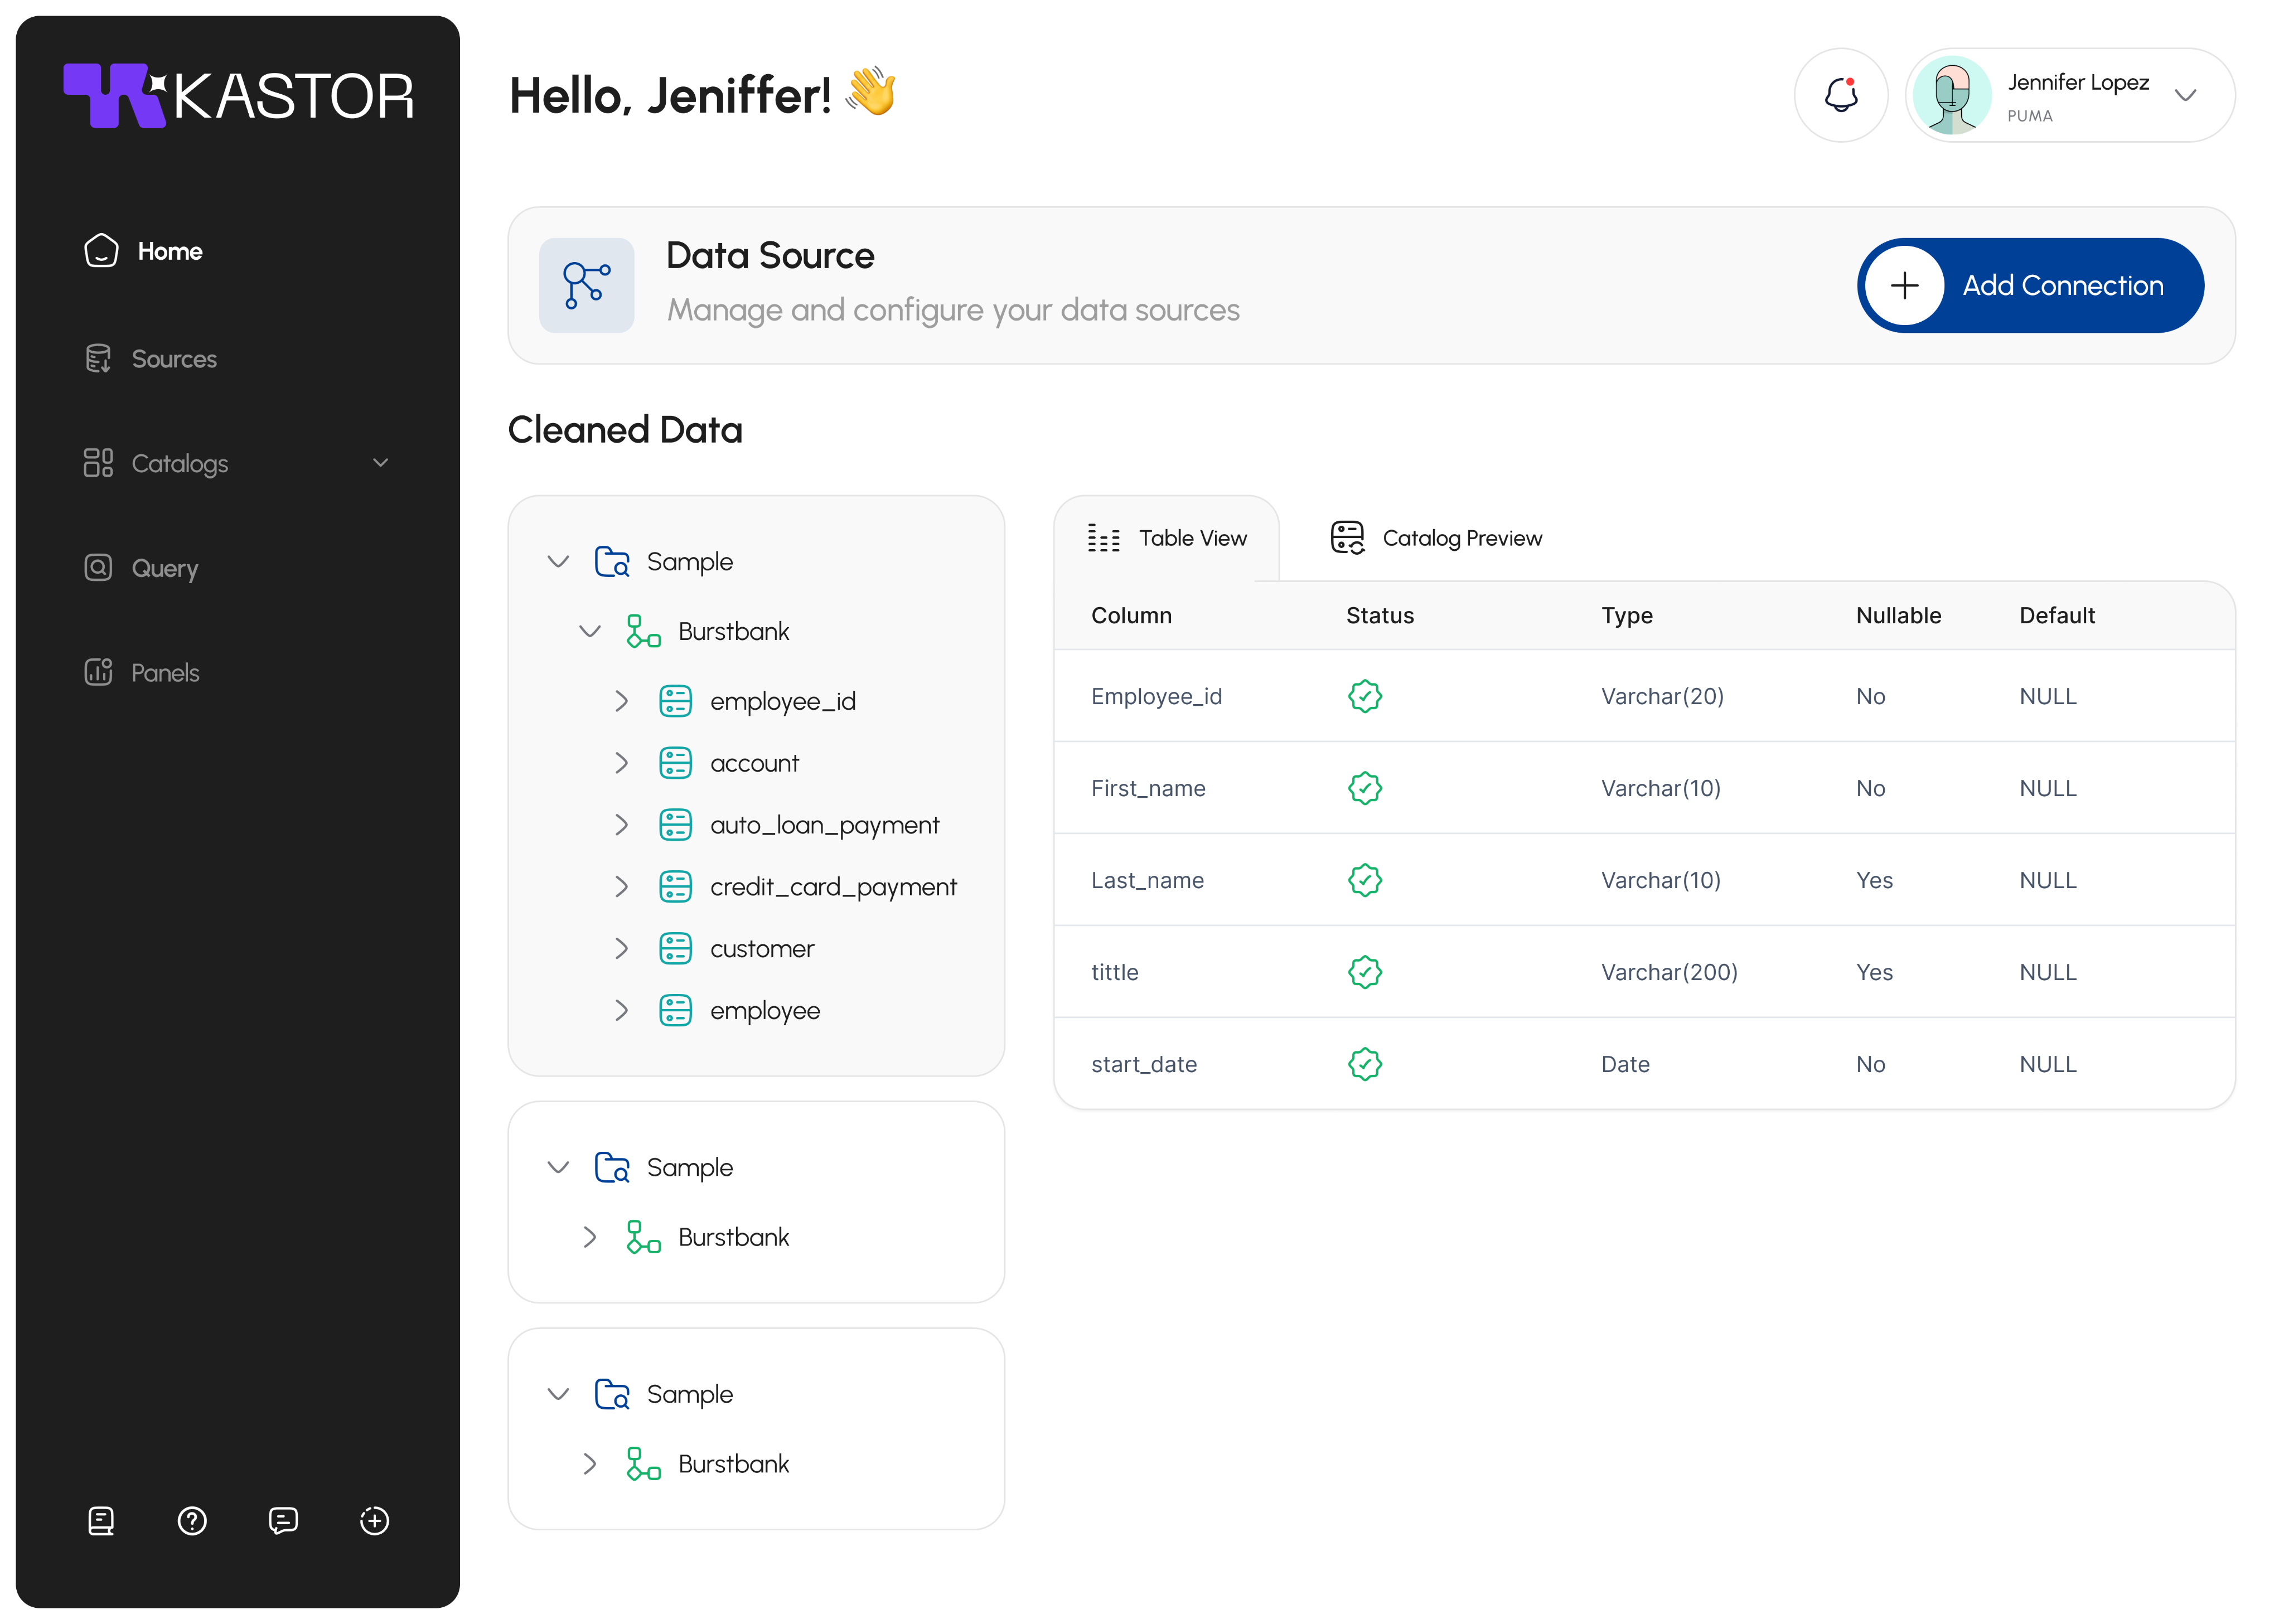 KASTOR
Home
Sources
Catalogs
Query
Panels
Hello, Jeniffer! 👋
Jennifer Lopez
PUMA
Data Source
Manage and configure your data sources
Add Connection
Cleaned Data
Sample
Burstbank
employee_id
account
auto_loan_payment
credit_card_payment
customer
employee
Sample
Burstbank
Sample
Burstbank
Table View Catalog Preview
Column Status Type Nullable Default
Employee_id Varchar(20) No NULL
First_name Varchar(10) No NULL
Last_name Varchar(10) Yes NULL
tittle Varchar(200) Yes NULL
start_date Date No NULL